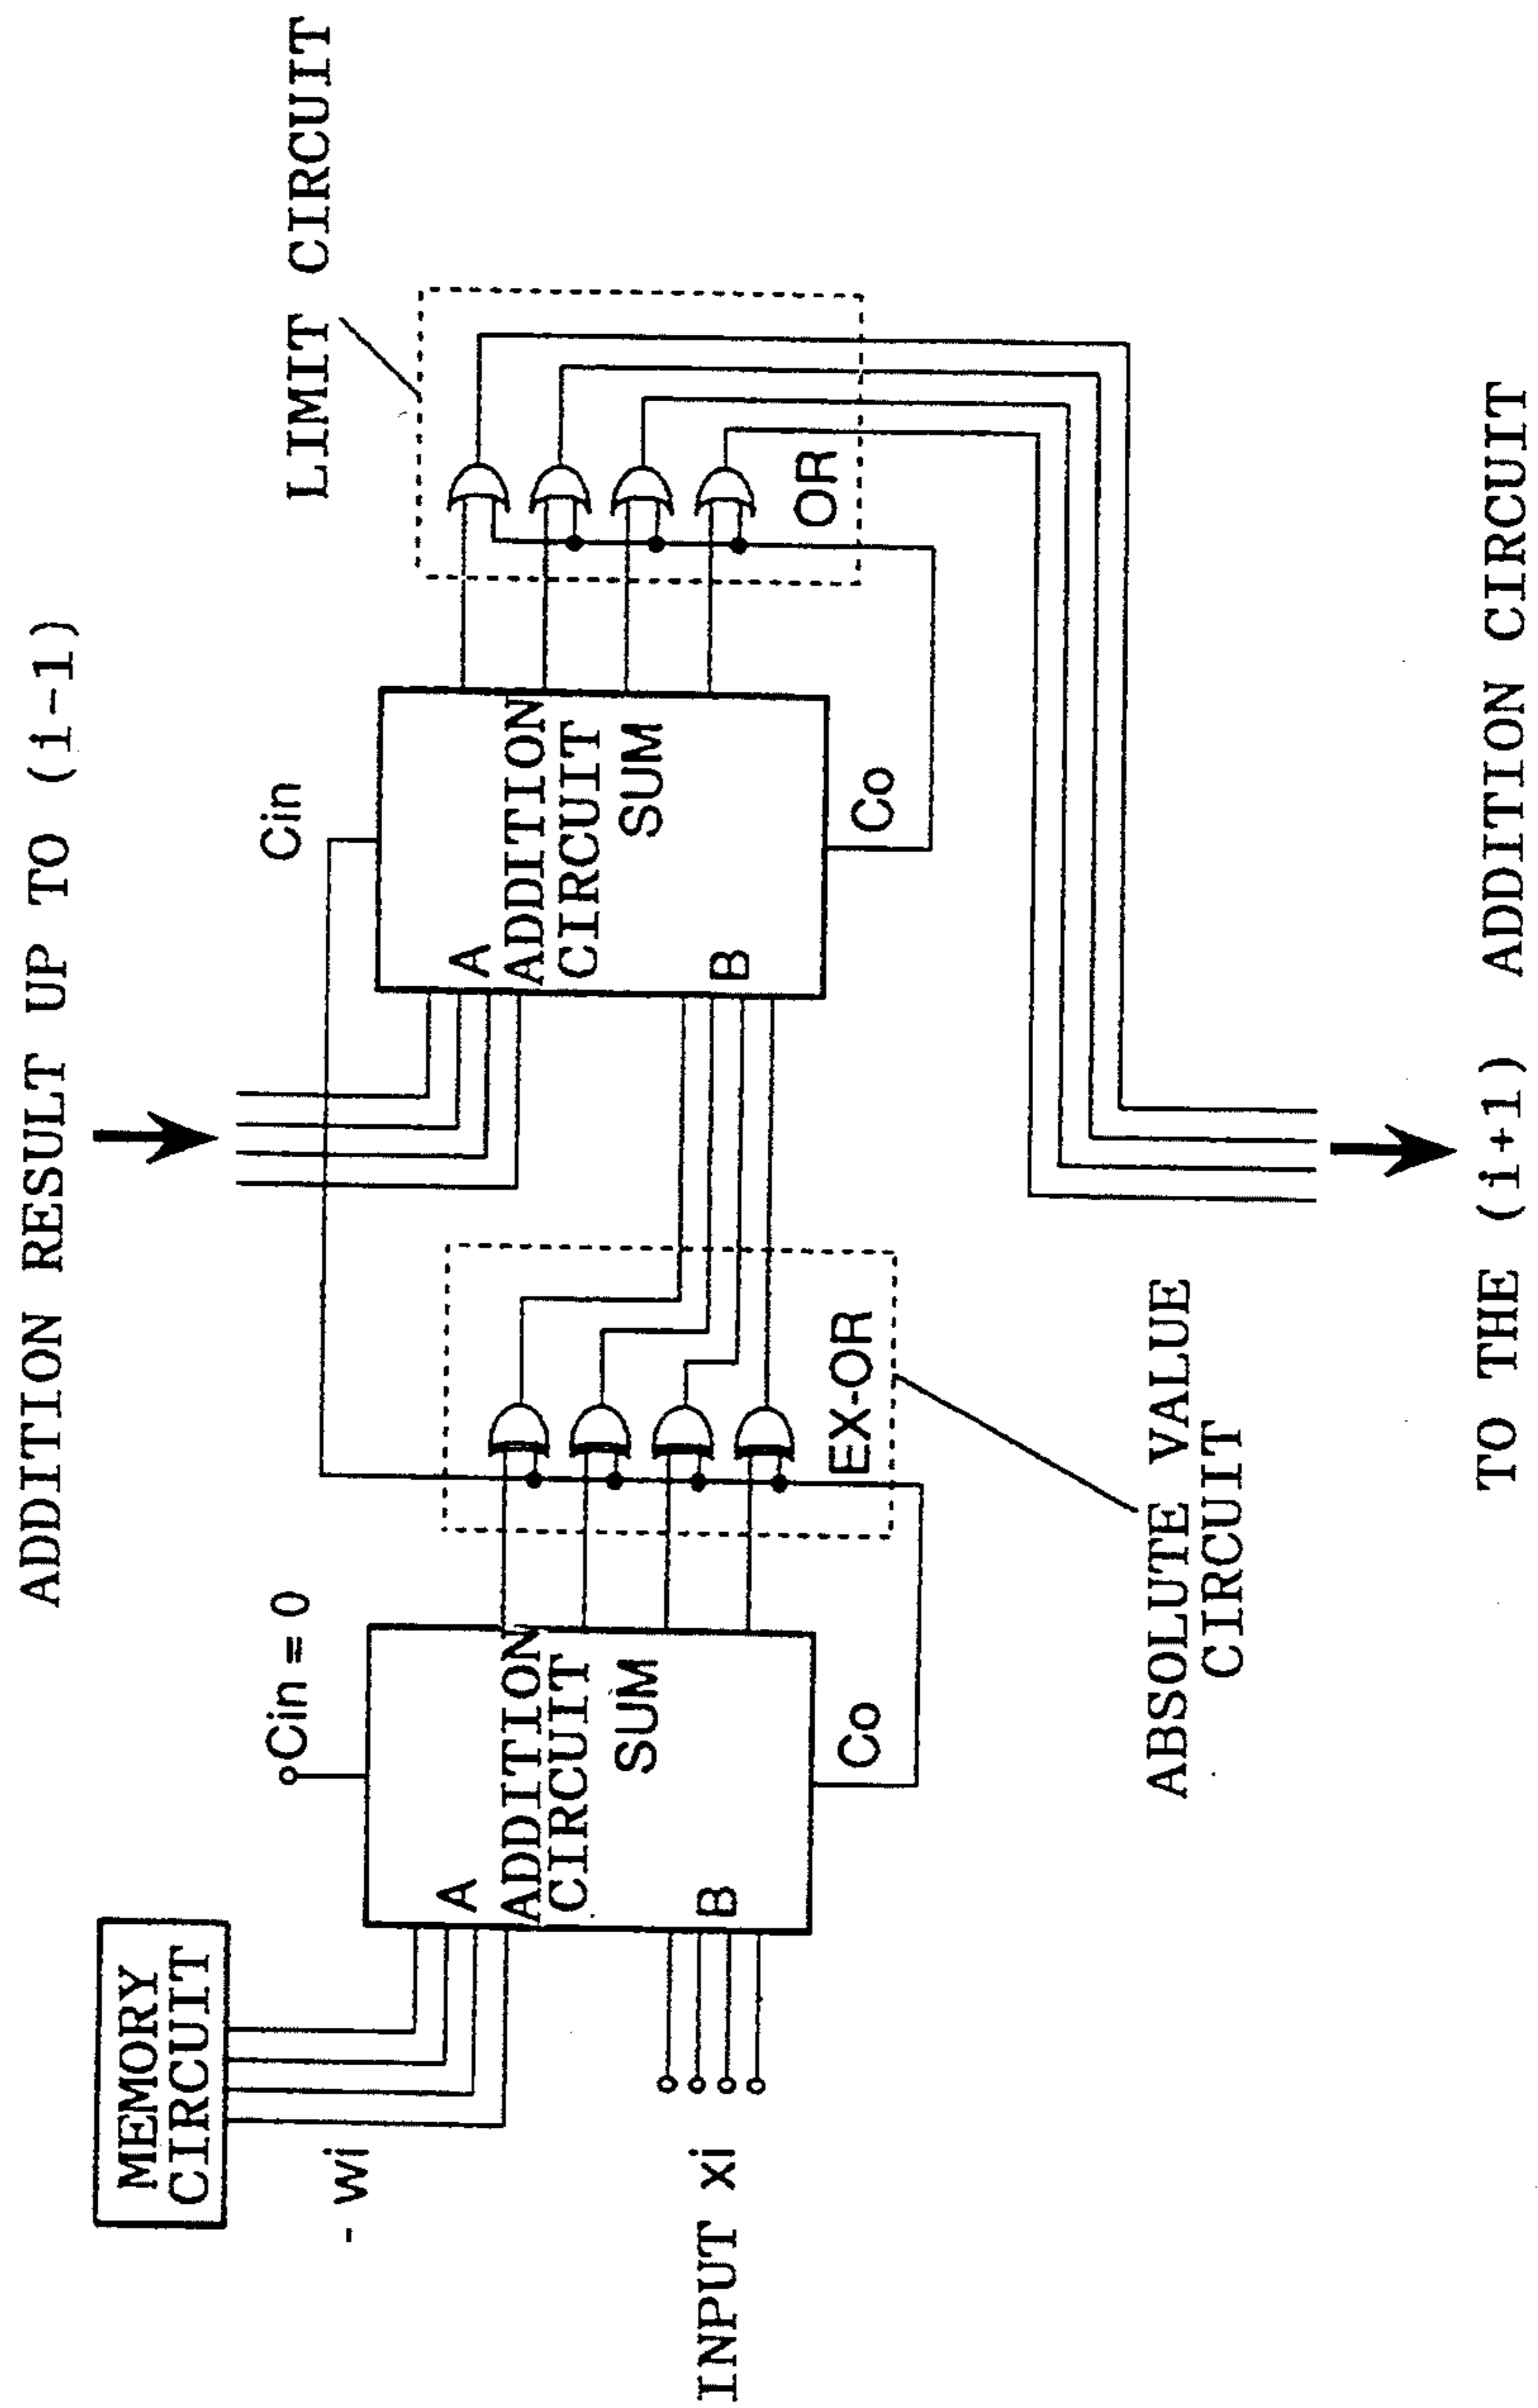 ADDITION RESULT UP TO (i-1)
LIMIT CIRCUIT
MEMORY
CIRCUIT
- wi
INPUT xi
Cin = 0
A
ADDITION
CIRCUIT
SUM
B
Co
EX-OR
ABSOLUTE VALUE
CIRCUIT
Cin
A
ADDITION
CIRCUIT
SUM
B
Co
OR
TO THE (i+1) ADDITION CIRCUIT